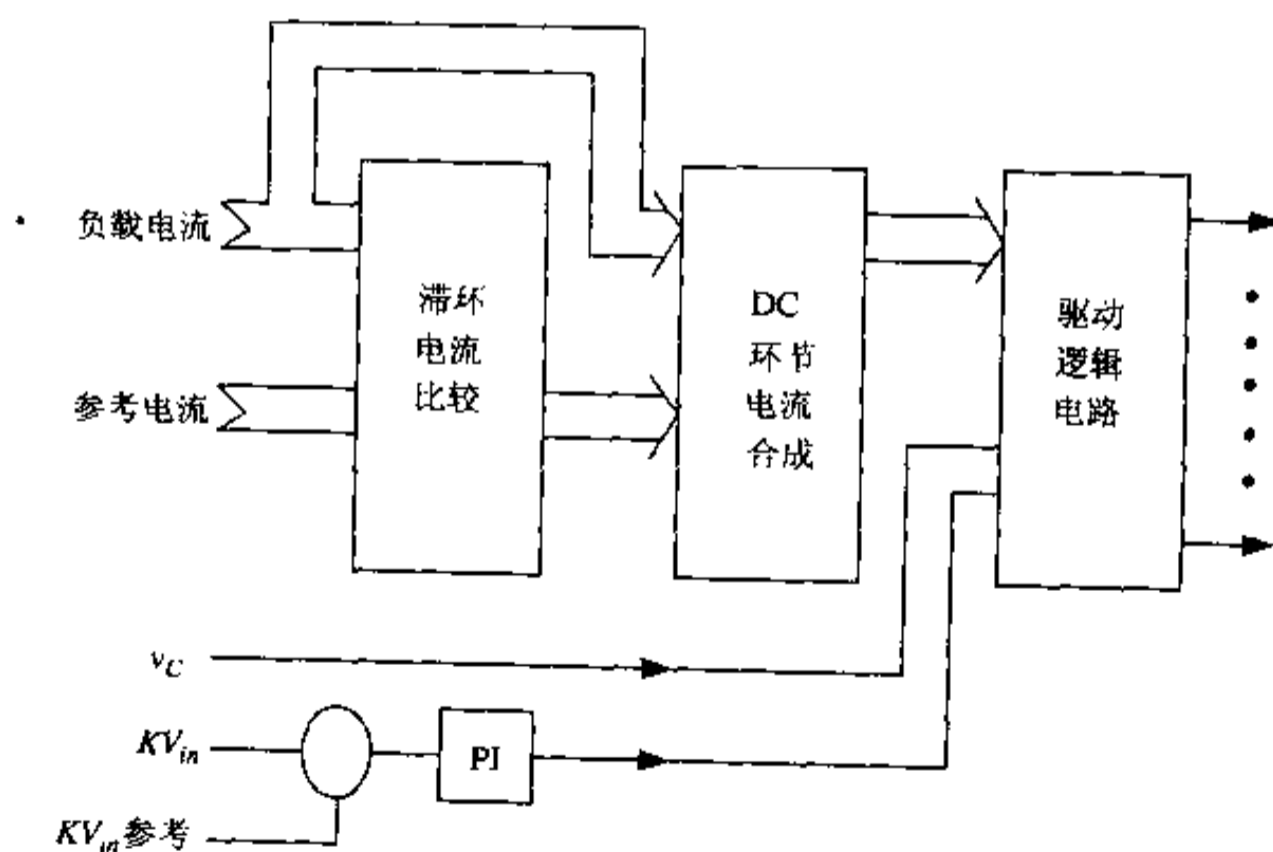 负载电流
参考电流
滞环
电流
比较
DC
环节
电流
合成
驱动
逻辑
电路
v_C
KV_in
PI
KV_in参考